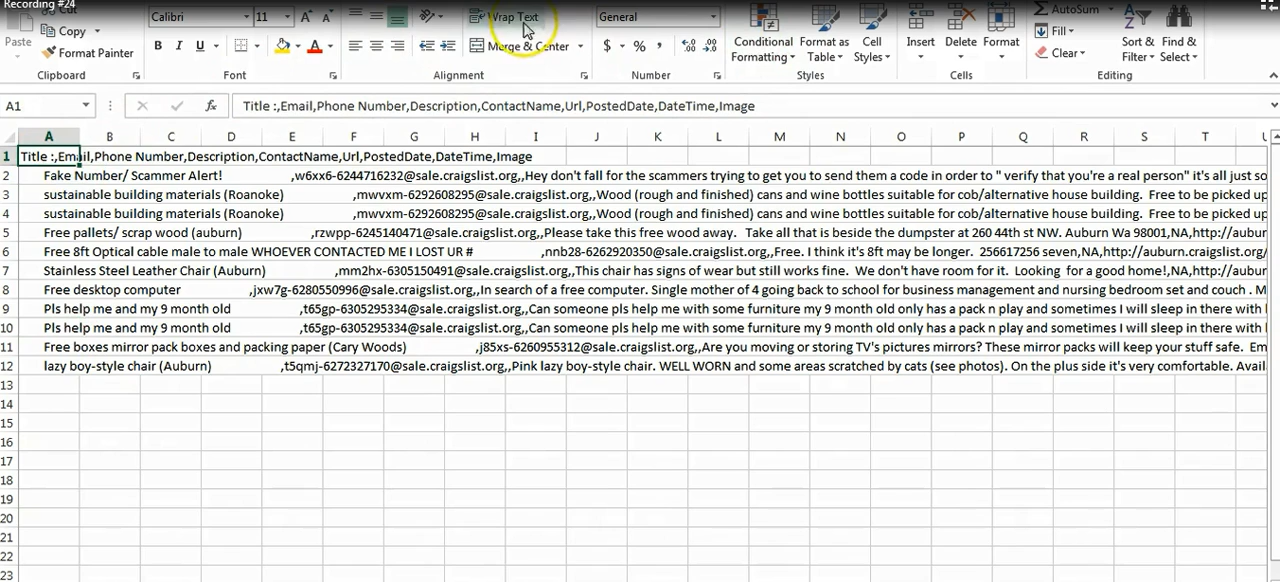 Recording #24
Cut
Copy
Paste
Format Painter
Clipboard
Calibri 11 A A
B I U A
Font
Wrap Text
Merge & Center
Alignment
General
$ % ,
Number
Conditional Formatting
Format as Table
Cell Styles
Styles
Insert Delete Format
Cells
AutoSum
Fill
Clear
Sort & Filter
Find & Select
Editing
A1 fx Title :,Email,Phone Number,Description,ContactName,Url,PostedDate,DateTime,Image
A B C D E F G H I J K L M N O P Q R S T U
1 Title :,Email,Phone Number,Description,ContactName,Url,PostedDate,DateTime,Image
2 Fake Number/ Scammer Alert! ,w6xx6-6244716232@sale.craigslist.org,,Hey don't fall for the scammers trying to get you to send them a code in order to " verify that you're a real person" it's all just so
3 sustainable building materials (Roanoke) ,mwvxm-6292608295@sale.craigslist.org,,Wood (rough and finished) cans and wine bottles suitable for cob/alternative house building. Free to be picked up
4 sustainable building materials (Roanoke) ,mwvxm-6292608295@sale.craigslist.org,,Wood (rough and finished) cans and wine bottles suitable for cob/alternative house building. Free to be picked up
5 Free pallets/ scrap wood (auburn) ,rzwpp-6245140471@sale.craigslist.org,,Please take this free wood away. Take all that is beside the dumpster at 260 44th st NW. Auburn Wa 98001,NA,http://aubur
6 Free 8ft Optical cable male to male WHOEVER CONTACTED ME I LOST UR # ,nnb28-6262920350@sale.craigslist.org,,Free. I think it's 8ft may be longer. 256617256 seven,NA,http://auburn.craigslist.
7 Stainless Steel Leather Chair (Auburn) ,mm2hx-6305150491@sale.craigslist.org,,This chair has signs of wear but still works fine. We don't have room for it. Looking for a good home!,NA,http://aubur
8 Free desktop computer ,jxw7g-6280550996@sale.craigslist.org,,In search of a free computer. Single mother of 4 going back to school for business management and nursing bedroom set and couch . M
9 Pls help me and my 9 month old ,t65gp-6305295334@sale.craigslist.org,,Can someone pls help me with some furniture my 9 month old only has a pack n play and sometimes I will sleep in there with
10 Pls help me and my 9 month old ,t65gp-6305295334@sale.craigslist.org,,Can someone pls help me with some furniture my 9 month old only has a pack n play and sometimes I will sleep in there with
11 Free boxes mirror pack boxes and packing paper (Cary Woods) ,j85xs-6260955312@sale.craigslist.org,,Are you moving or storing TV's pictures mirrors? These mirror packs will keep your stuff safe. Em
12 lazy boy-style chair (Auburn) ,t5qmj-6272327170@sale.craigslist.org,,Pink lazy boy-style chair. WELL WORN and some areas scratched by cats (see photos). On the plus side it's very comfortable. Avail
13
14
15
16
17
18
19
20
21
22
23